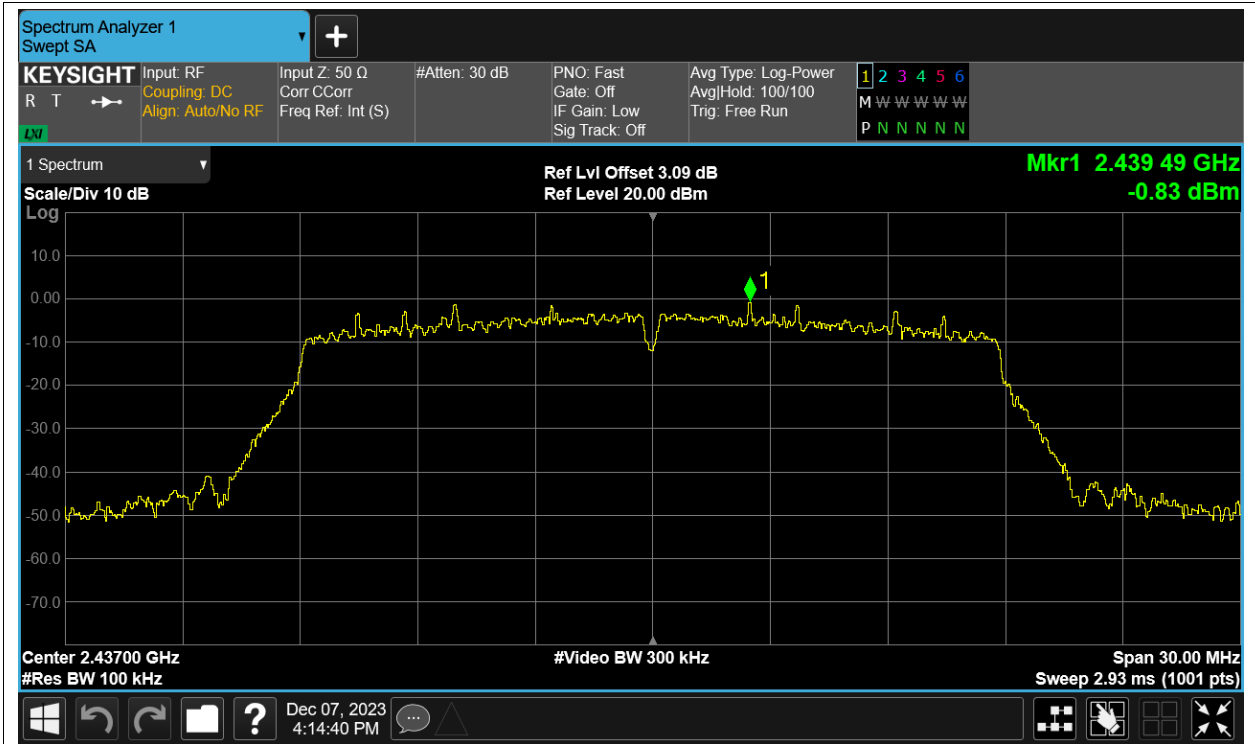 Spectrum Analyzer 1
Swept SA
KEYSIGHT
R T
LXI
Input: RF
Coupling: DC
Align: Auto/No RF
Input Z: 50 Ω
Corr CCorr
Freq Ref: Int (S)
#Atten: 30 dB
PNO: Fast
Gate: Off
IF Gain: Low
Sig Track: Off
Avg Type: Log-Power
Avg|Hold: 100/100
Trig: Free Run
1 2 3 4 5 6
M W W W W W
P N N N N N
1 Spectrum
Scale/Div 10 dB
Log
Ref Lvl Offset 3.09 dB
Ref Level 20.00 dBm
Mkr1 2.439 49 GHz
-0.83 dBm
1
10.0
0.00
-10.0
-20.0
-30.0
-40.0
-50.0
-60.0
-70.0
Center 2.43700 GHz
#Video BW 300 kHz
Span 30.00 MHz
#Res BW 100 kHz
Sweep 2.93 ms (1001 pts)
?
Dec 07, 2023
4:14:40 PM